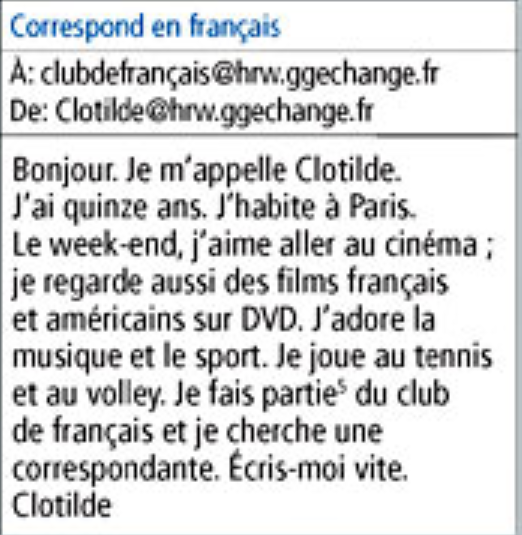 Correspond en français
À: clubdefrançais@hrw.ggechange.fr
De: Clotilde@hrw.ggechange.fr
Bonjour. Je m'appelle Clotilde.
J'ai quinze ans. J'habite à Paris.
Le week-end, j'aime aller au cinéma ;
je regarde aussi des films français
et américains sur DVD. J'adore la
musique et le sport. Je joue au tennis
et au volley. Je fais partie⁵ du club
de français et je cherche une
correspondante. Écris-moi vite.
Clotilde